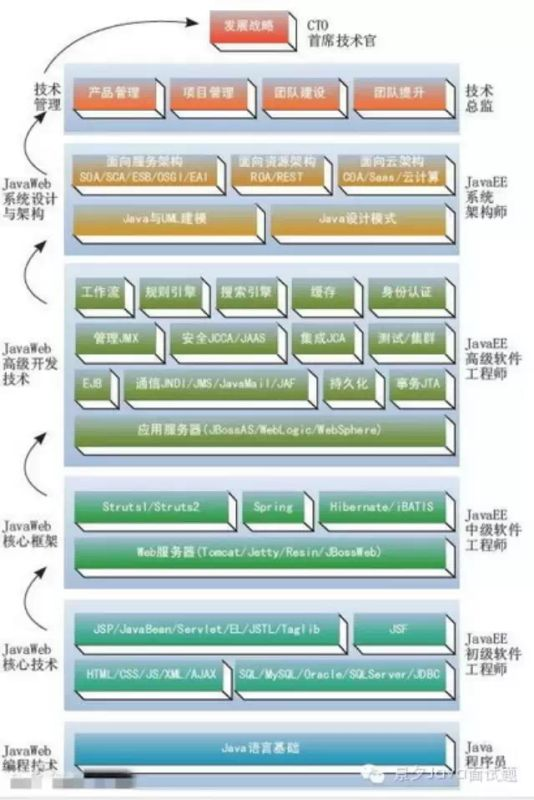 发展战略
CTO
首席技术官
技术
管理
产品管理
项目管理
团队建设
团队提升
技术
总监
JavaWeb
系统设计
与架构
面向服务架构
SOA/SCA/ESB/OSGI/EAI
面向资源架构
ROA/REST
面向云架构
COA/Saas/云计算
Java与UML建模
Java设计模式
JavaEE
系统
架构师
JavaWeb
高级开发
技术
工作流
规则引擎
搜索引擎
缓存
身份认证
管理JMX
安全JCCA/JAAS
集成JCA
测试/集群
EJB
通信JNDI/JMS/JavaMail/JAF
持久化
事务JTA
应用服务器(JBossAS/WebLogic/WebSphere)
JavaEE
高级软件
工程师
JavaWeb
核心框架
Struts1/Struts2
Spring
Hibernate/iBATIS
Web服务器(Tomcat/Jetty/Resin/JBossWeb)
JavaEE
中级软件
工程师
JavaWeb
核心技术
JSP/JavaBean/Servlet/EL/JSTL/Taglib
JSF
HTML/CSS/JS/XML/AJAX
SQL/MySQL/Oracle/SQLServer/JDBC
JavaEE
初级软件
工程师
JavaWeb
编程技术
Java语言基础
Java
程序员
Java面试题